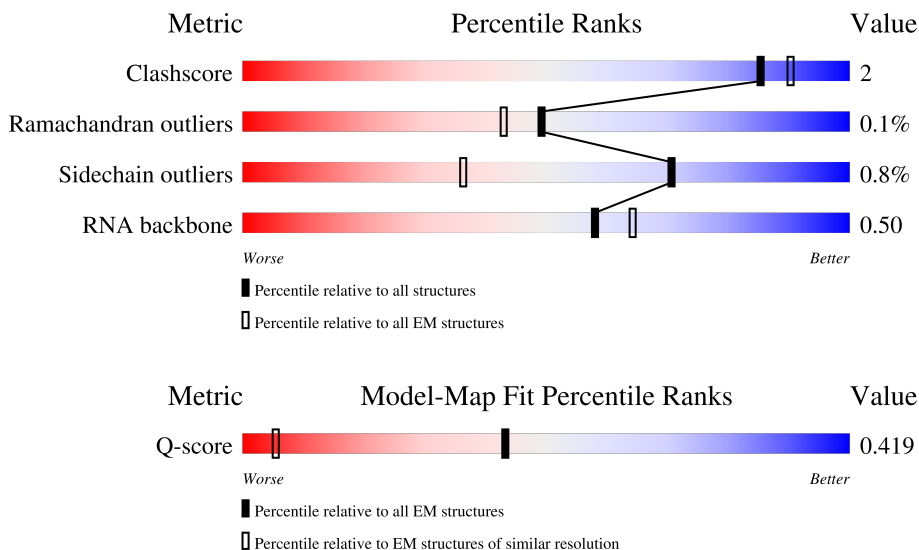 Metric Percentile Ranks Value
Clashscore 2
Ramachandran outliers 0.1%
Sidechain outliers 0.8%
RNA backbone 0.50
Worse Better
Percentile relative to all structures
Percentile relative to all EM structures
Metric Model-Map Fit Percentile Ranks Value
Q-score 0.419
Worse Better
Percentile relative to all EM structures
Percentile relative to EM structures of similar resolution